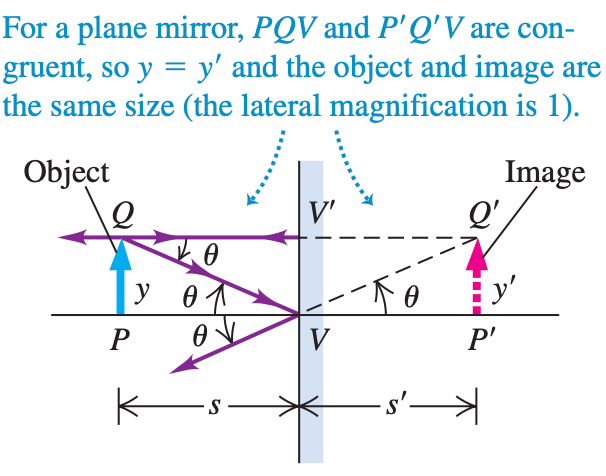 For a plane mirror, PQV and P′Q′V are con-
gruent, so y = y′ and the object and image are
the same size (the lateral magnification is 1).
Object
Image
Q
V′
Q′
θ
y
θ
θ
y′
P
θ
V
P′
s
s′